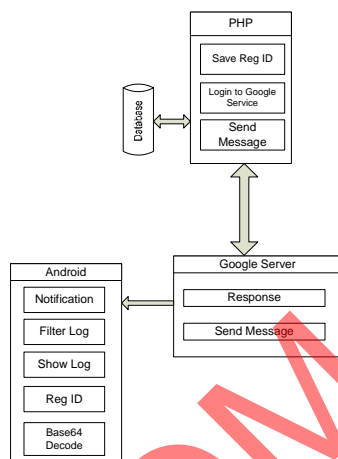 PHP
Save Reg ID
Login to Google
Service
Send
Message
Database
Google Server
Response
Send Message
Android
Notification
Filter Log
Show Log
Reg ID
Base64
Decode